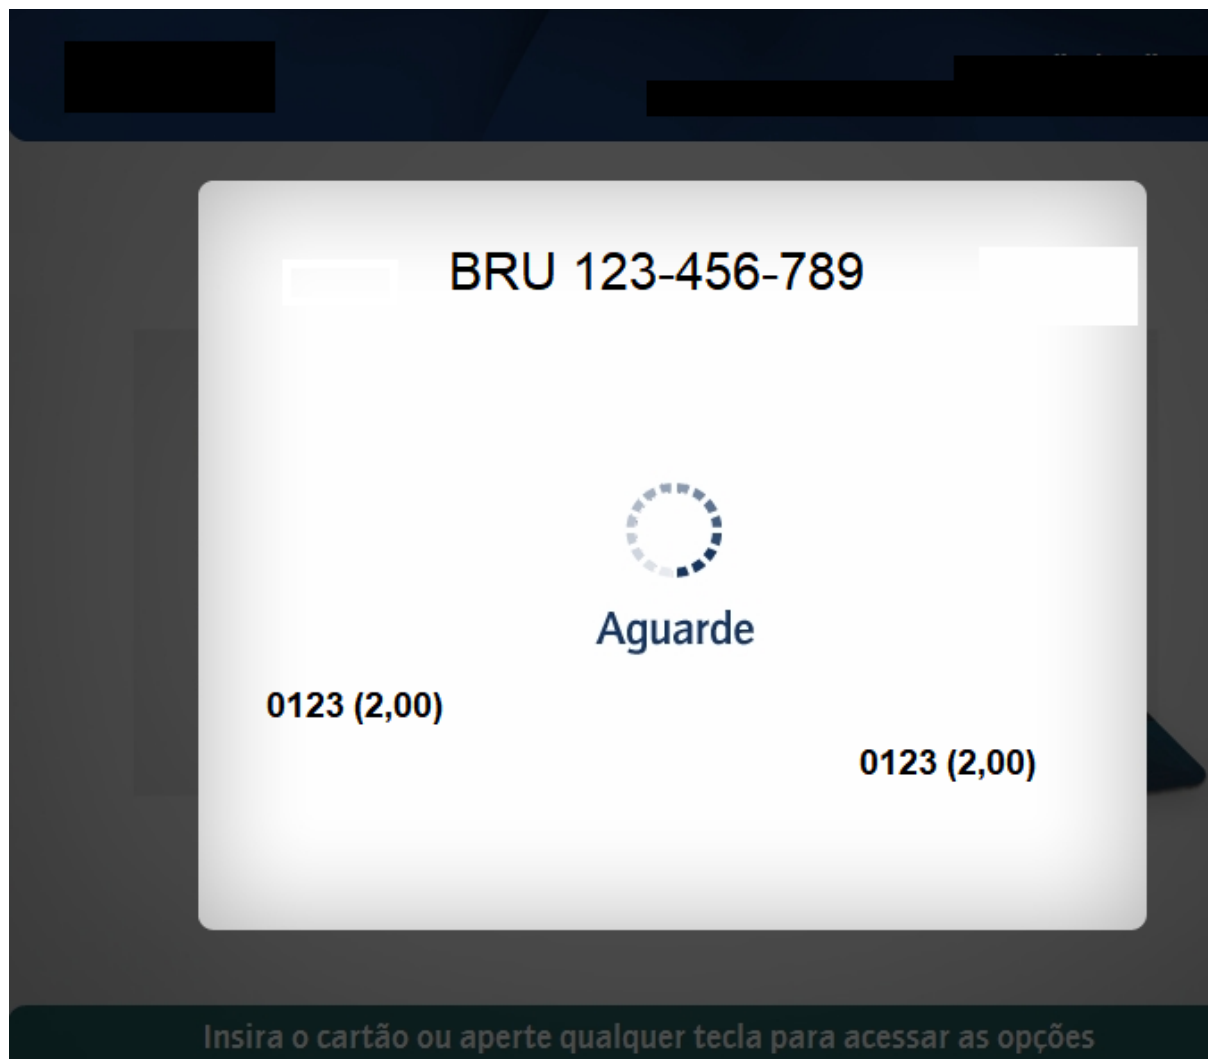 BRU 123-456-789
Aguarde
0123 (2,00)
0123 (2,00)
Insira o cartão ou aperte qualquer tecla para acessar as opções